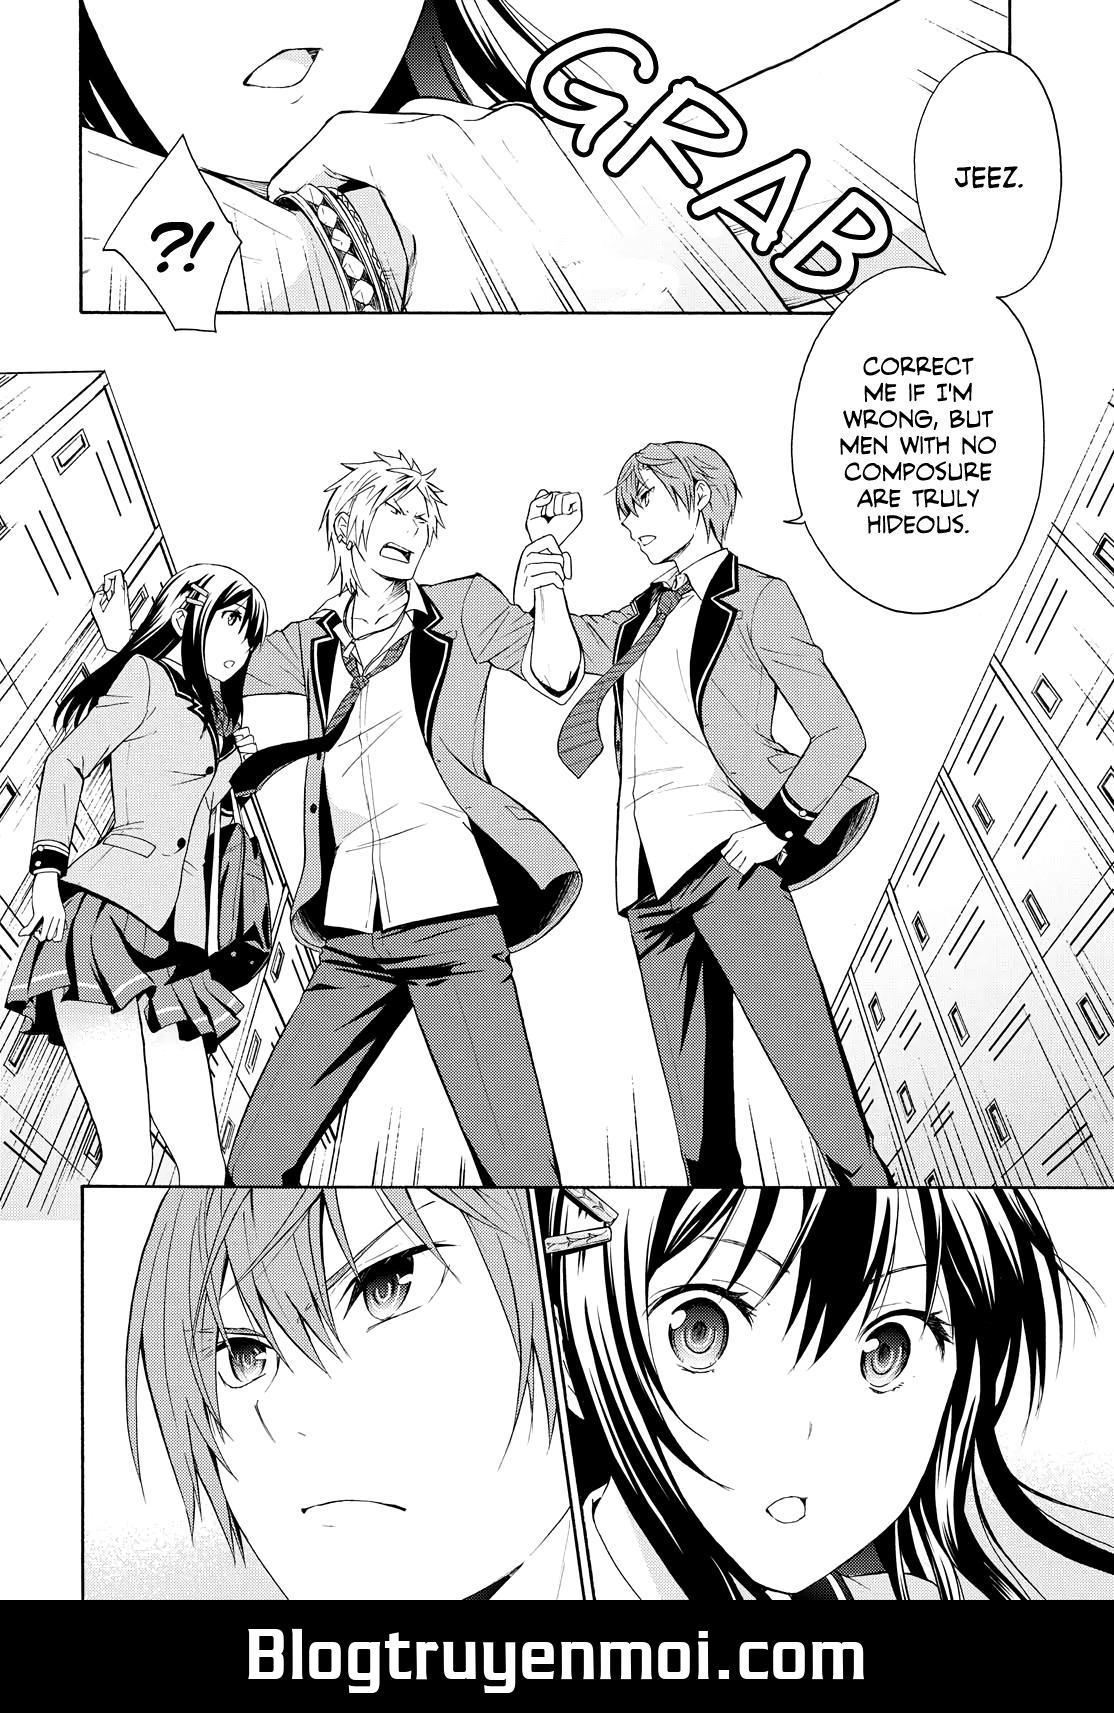 GRAB
JEEZ.
?!
CORRECT
ME IF I'M
WRONG, BUT
MEN WITH NO
COMPOSURE
ARE TRULY
HIDEOUS.
Blogtruyenmoi.com